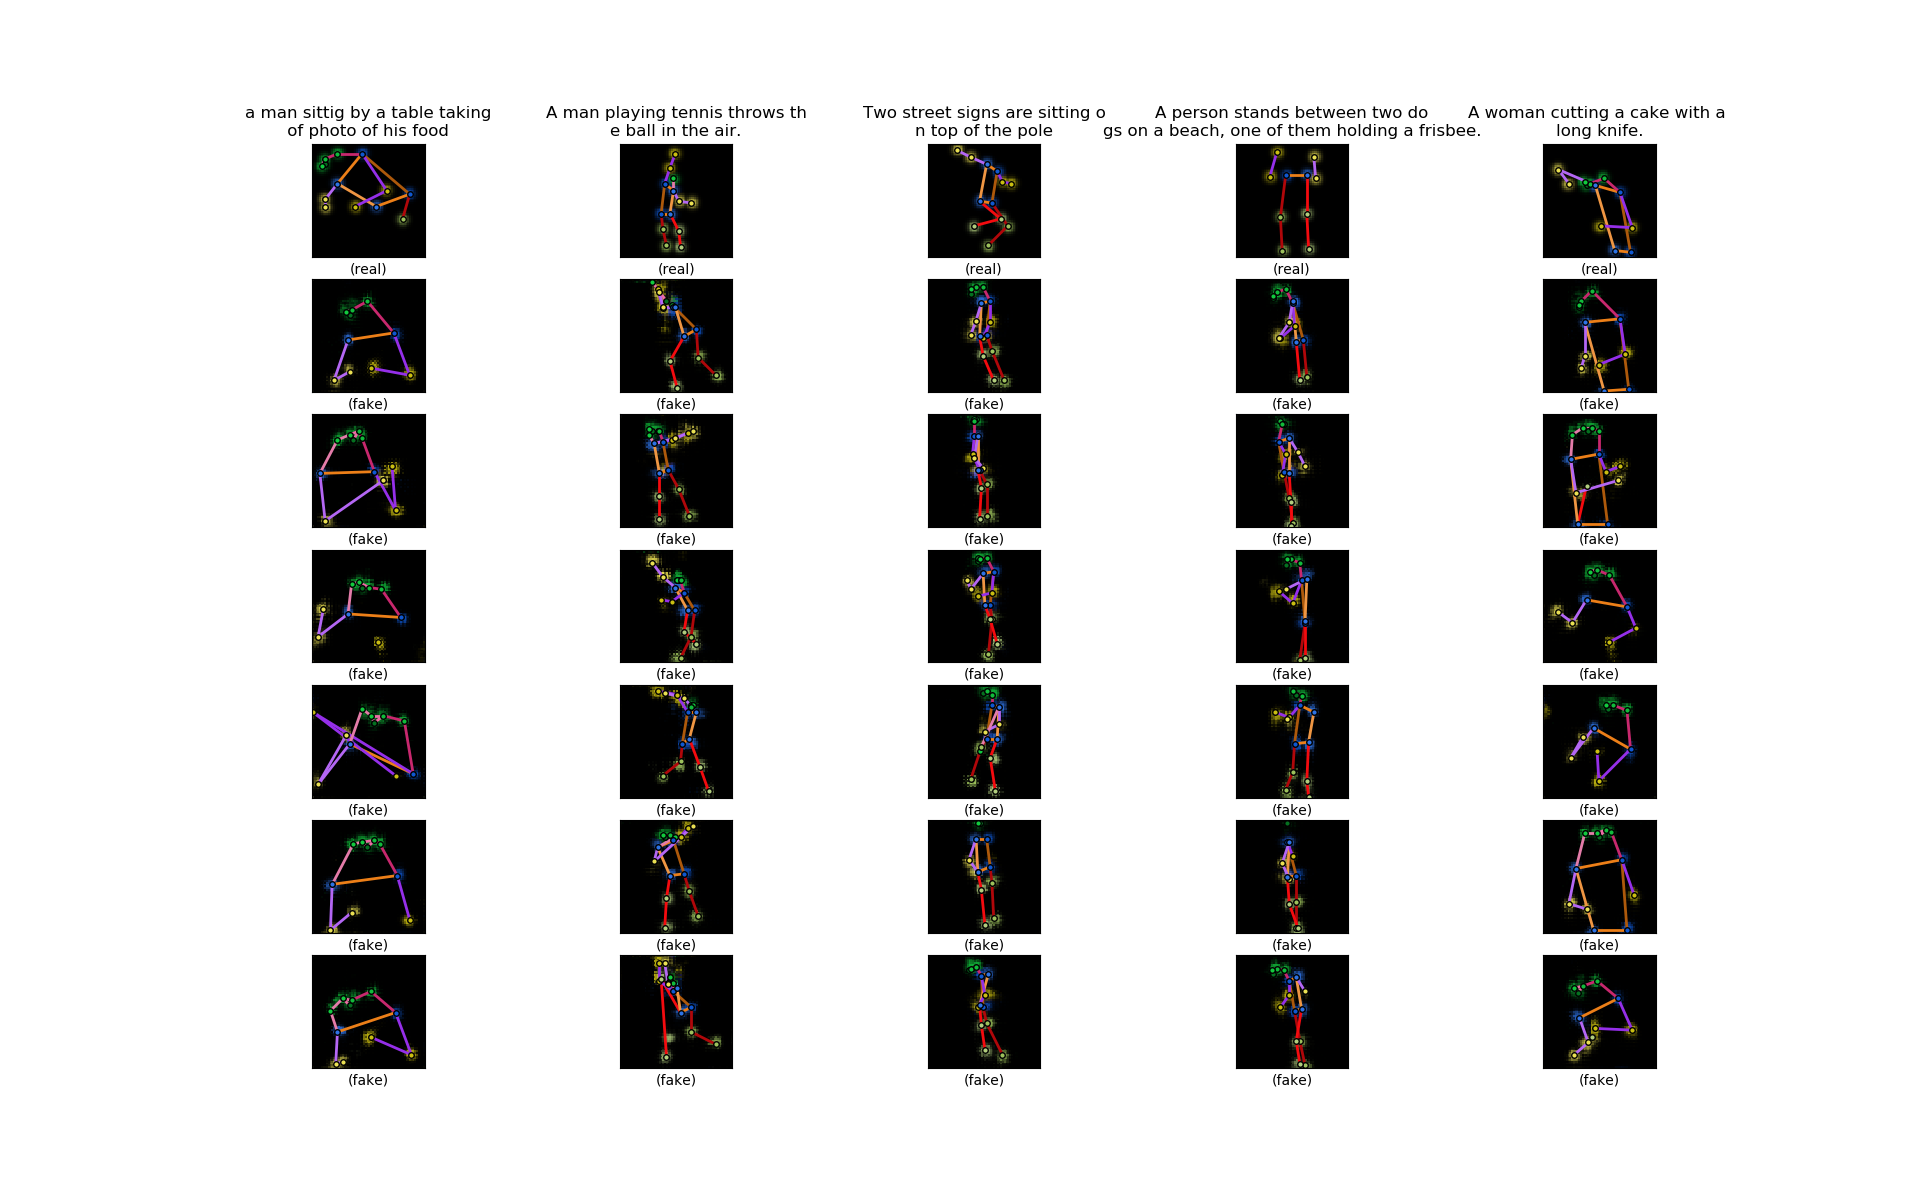 a man sittig by a table taking
of photo of his food
A man playing tennis throws th
e ball in the air.
Two street signs are sitting o
n top of the pole
A person stands between two do
gs on a beach, one of them holding a frisbee.
A woman cutting a cake with a
long knife.
(real) (real) (real) (real) (real)
(fake) (fake) (fake) (fake) (fake)
(fake) (fake) (fake) (fake) (fake)
(fake) (fake) (fake) (fake) (fake)
(fake) (fake) (fake) (fake) (fake)
(fake) (fake) (fake) (fake) (fake)
(fake) (fake) (fake) (fake) (fake)